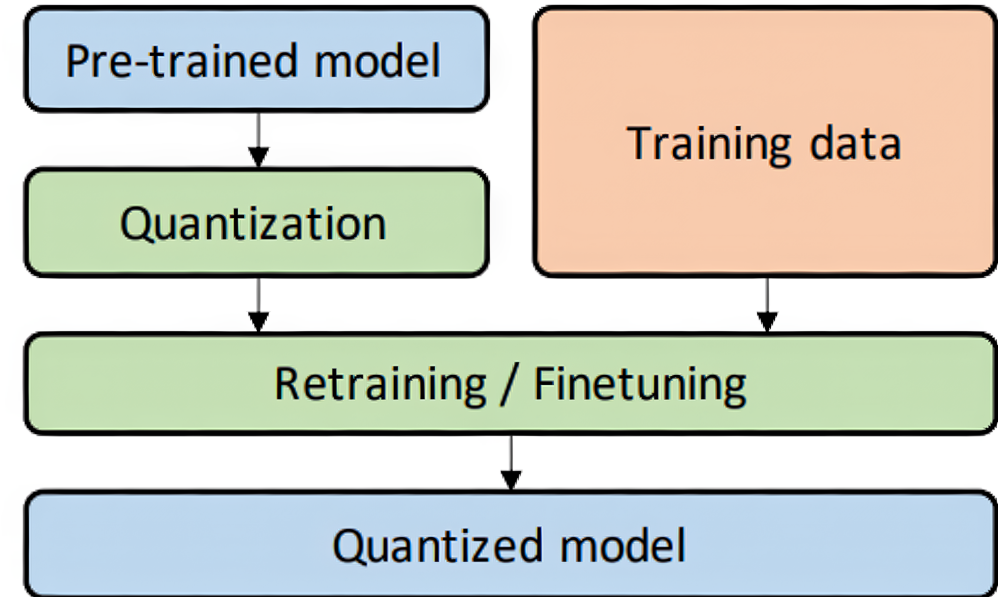 Pre-trained model
Training data
Quantization
Retraining / Finetuning
Quantized model